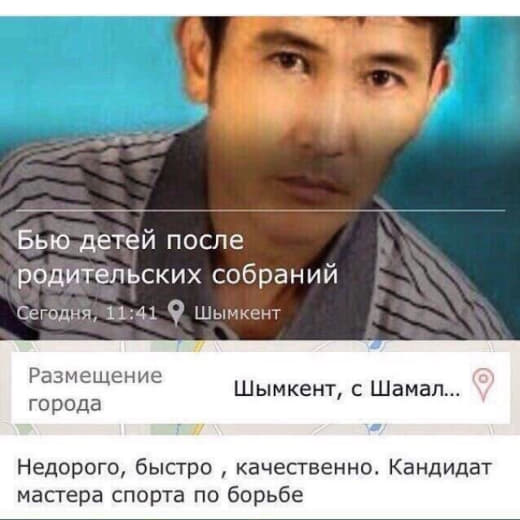 Бью детей после
родительских собраний
Сегодня, 11:41 Шымкент
Размещение
города
Шымкент, с Шамал...
Недорого, быстро , качественно. Кандидат
мастера спорта по борьбе